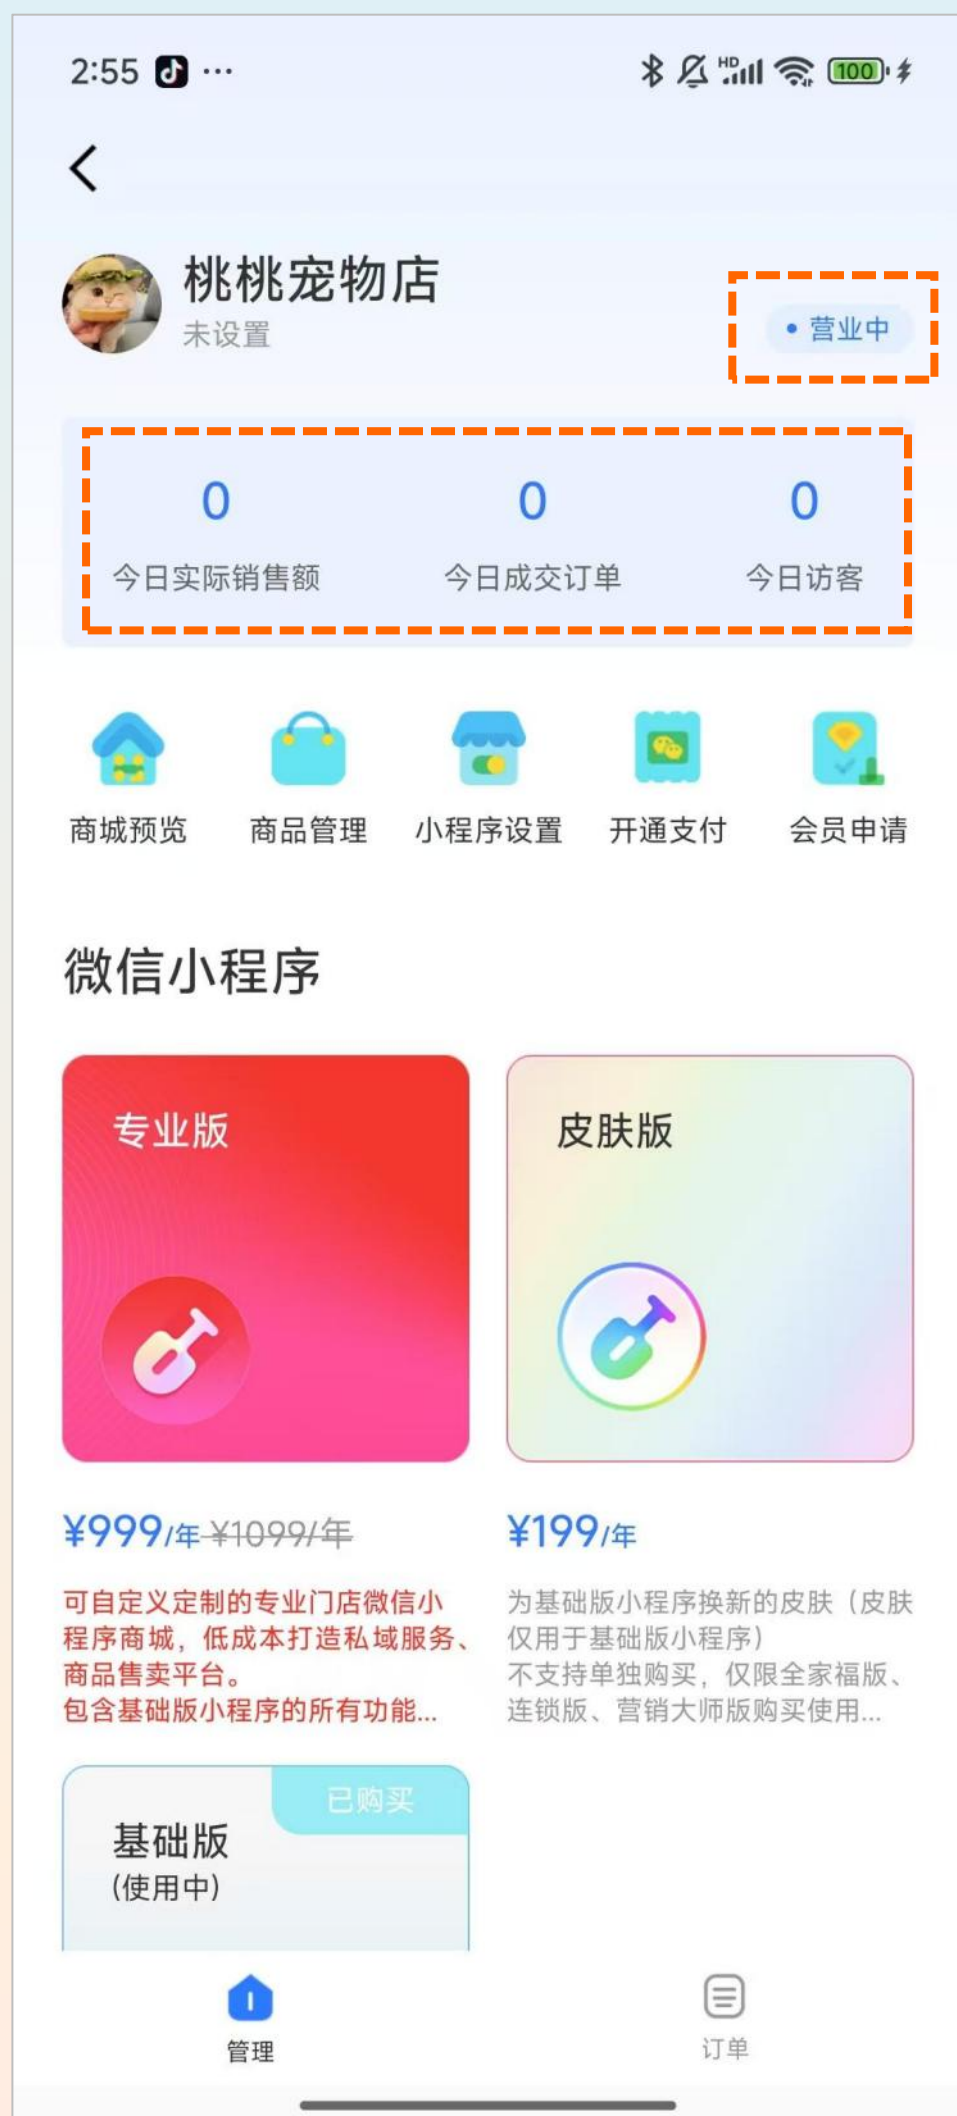 2:55 ... HD 100
桃桃宠物店
未设置
• 营业中
0 0 0
今日实际销售额 今日成交订单 今日访客
商城预览 商品管理 小程序设置 开通支付 会员申请
微信小程序
专业版 皮肤版
¥999/年 ¥1099/年 ¥199/年
可自定义定制的专业门店微信小
程序商城，低成本打造私域服务、
商品售卖平台。
包含基础版小程序的所有功能...
为基础版小程序换新的皮肤（皮肤
仅用于基础版小程序）
不支持单独购买，仅限全家福版、
连锁版、营销大师版购买使用...
已购买
基础版
(使用中)
管理 订单